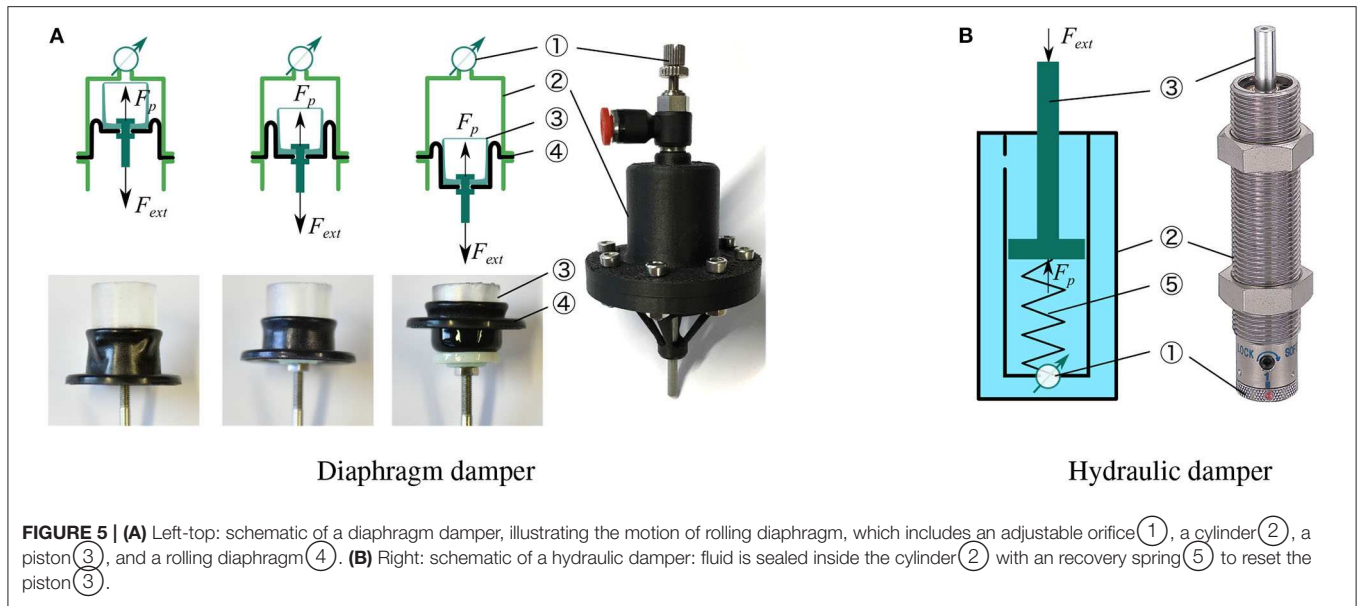 A
①
②
③
④
F_p
F_ext
F_p
F_ext
F_p
F_ext
③
④
Diaphragm damper
B
F_ext
③
②
F_p
⑤
①
LOCK
SOFT
1
Hydraulic damper
FIGURE 5 | (A) Left-top: schematic of a diaphragm damper, illustrating the motion of rolling diaphragm, which includes an adjustable orifice ①, a cylinder ②, a
piston ③, and a rolling diaphragm ④. (B) Right: schematic of a hydraulic damper: fluid is sealed inside the cylinder ② with an recovery spring ⑤ to reset the
piston ③.